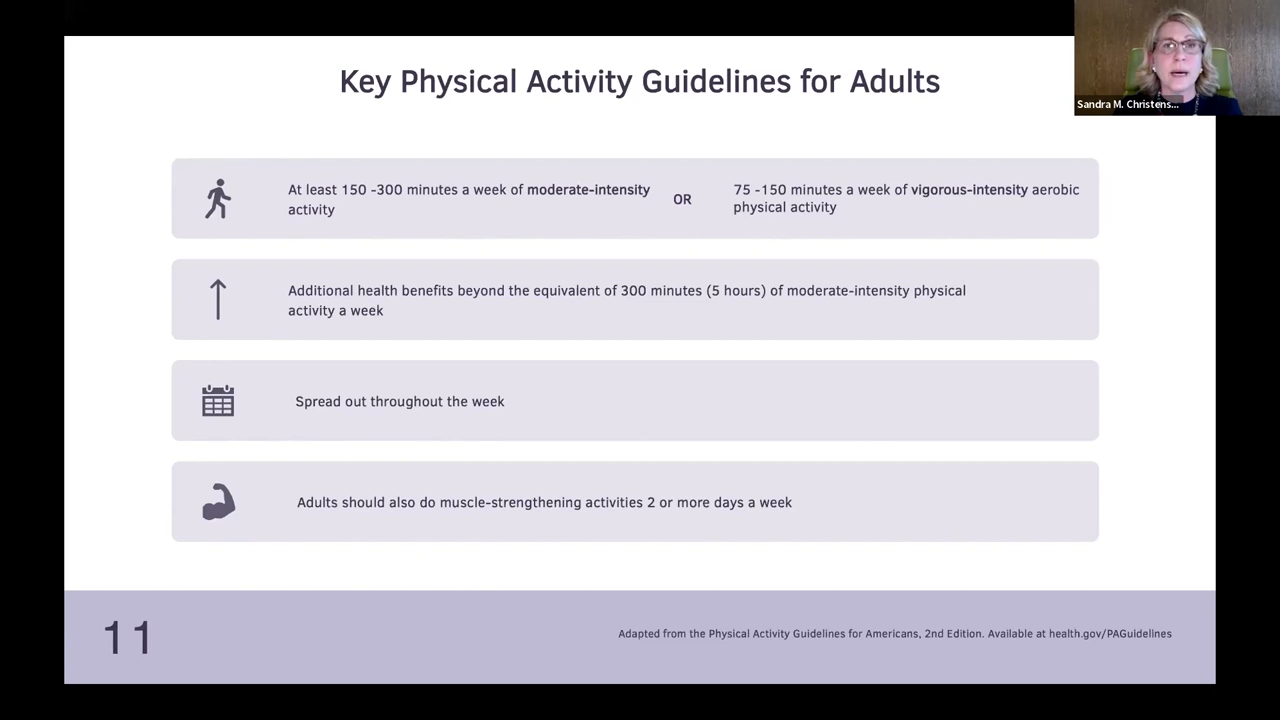 Key Physical Activity Guidelines for Adults
Sandra M. Christens...
At least 150 -300 minutes a week of moderate-intensity
activity
OR
75 -150 minutes a week of vigorous-intensity aerobic
physical activity
Additional health benefits beyond the equivalent of 300 minutes (5 hours) of moderate-intensity physical
activity a week
Spread out throughout the week
Adults should also do muscle-strengthening activities 2 or more days a week
11
Adapted from the Physical Activity Guidelines for Americans, 2nd Edition. Available at health.gov/PAGuidelines